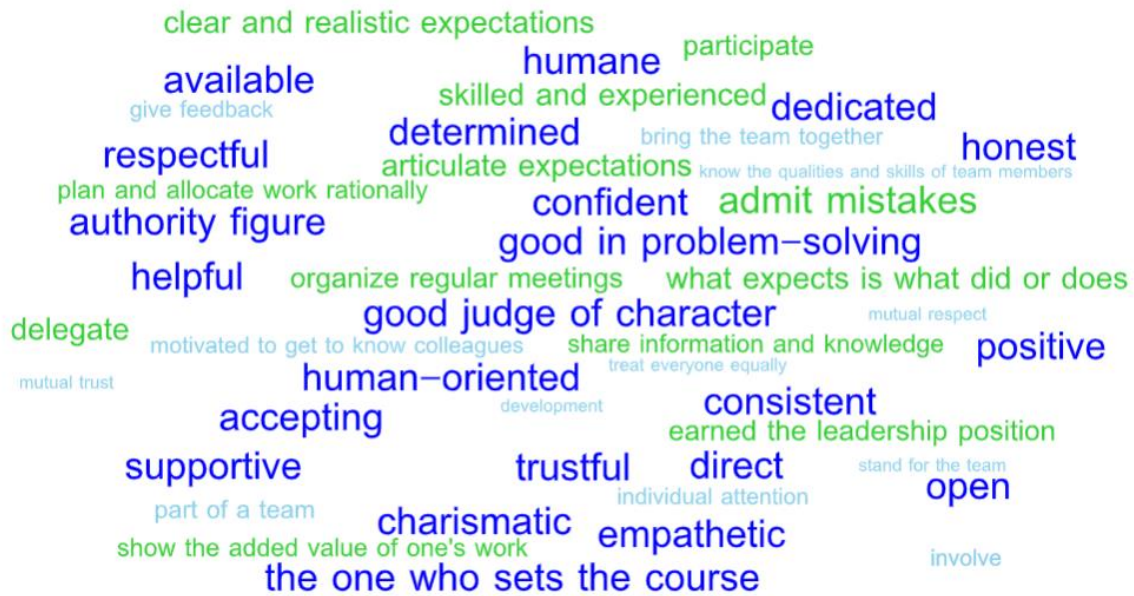 clear and realistic expectations
participate
humane
available
skilled and experienced
dedicated
give feedback
determined
bring the team together
honest
respectful
articulate expectations
know the qualities and skills of team members
plan and allocate work rationally
confident
admit mistakes
authority figure
good in problem−solving
helpful
organize regular meetings
what expects is what did or does
good judge of character
mutual respect
delegate
motivated to get to know colleagues
share information and knowledge
positive
treat everyone equally
mutual trust
human−oriented
development
consistent
accepting
earned the leadership position
supportive
trustful
direct
stand for the team
open
individual attention
part of a team
charismatic
empathetic
show the added value of one's work
involve
the one who sets the course